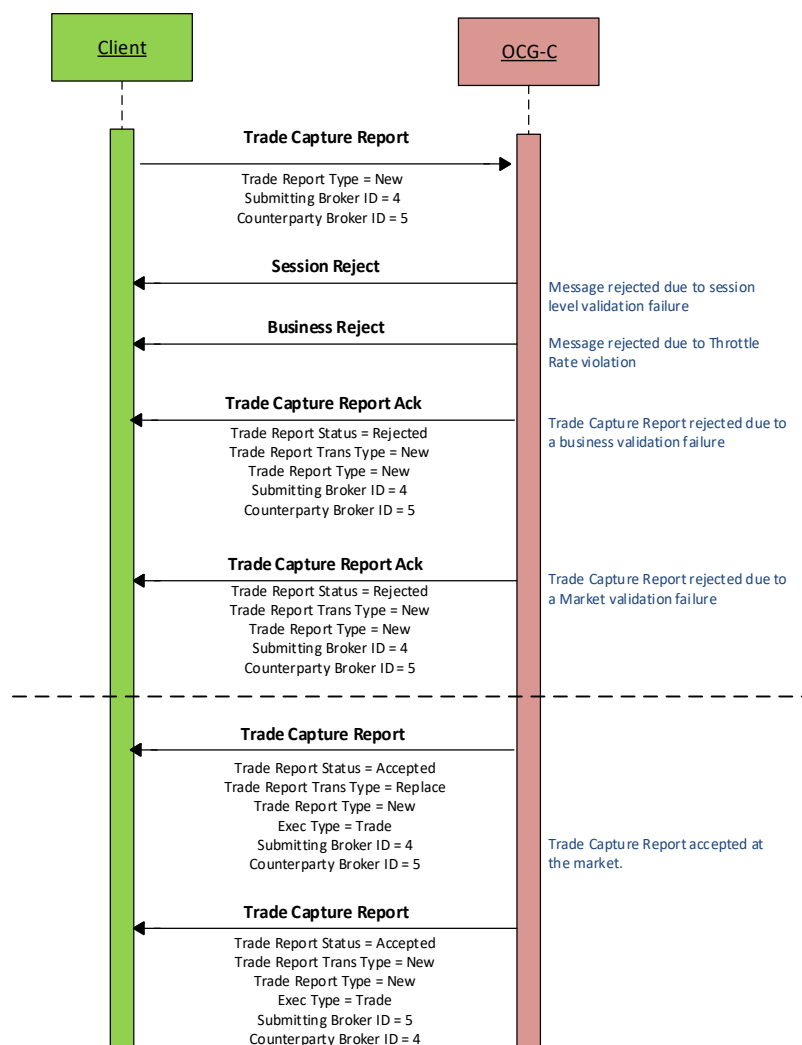 Client
OCG-C
Trade Capture Report
Trade Report Type = New
Submitting Broker ID = 4
Counterparty Broker ID = 5
Session Reject
Message rejected due to session
level validation failure
Business Reject
Message rejected due to Throttle
Rate violation
Trade Capture Report Ack
Trade Report Status = Rejected
Trade Report Trans Type = New
Trade Report Type = New
Submitting Broker ID = 4
Counterparty Broker ID = 5
Trade Capture Report rejected due to
a business validation failure
Trade Capture Report Ack
Trade Report Status = Rejected
Trade Report Trans Type = New
Trade Report Type = New
Submitting Broker ID = 4
Counterparty Broker ID = 5
Trade Capture Report rejected due to
a Market validation failure
Trade Capture Report
Trade Report Status = Accepted
Trade Report Trans Type = Replace
Trade Report Type = New
Exec Type = Trade
Submitting Broker ID = 4
Counterparty Broker ID = 5
Trade Capture Report accepted at
the market.
Trade Capture Report
Trade Report Status = Accepted
Trade Report Trans Type = New
Trade Report Type = New
Exec Type = Trade
Submitting Broker ID = 5
Counterparty Broker ID = 4